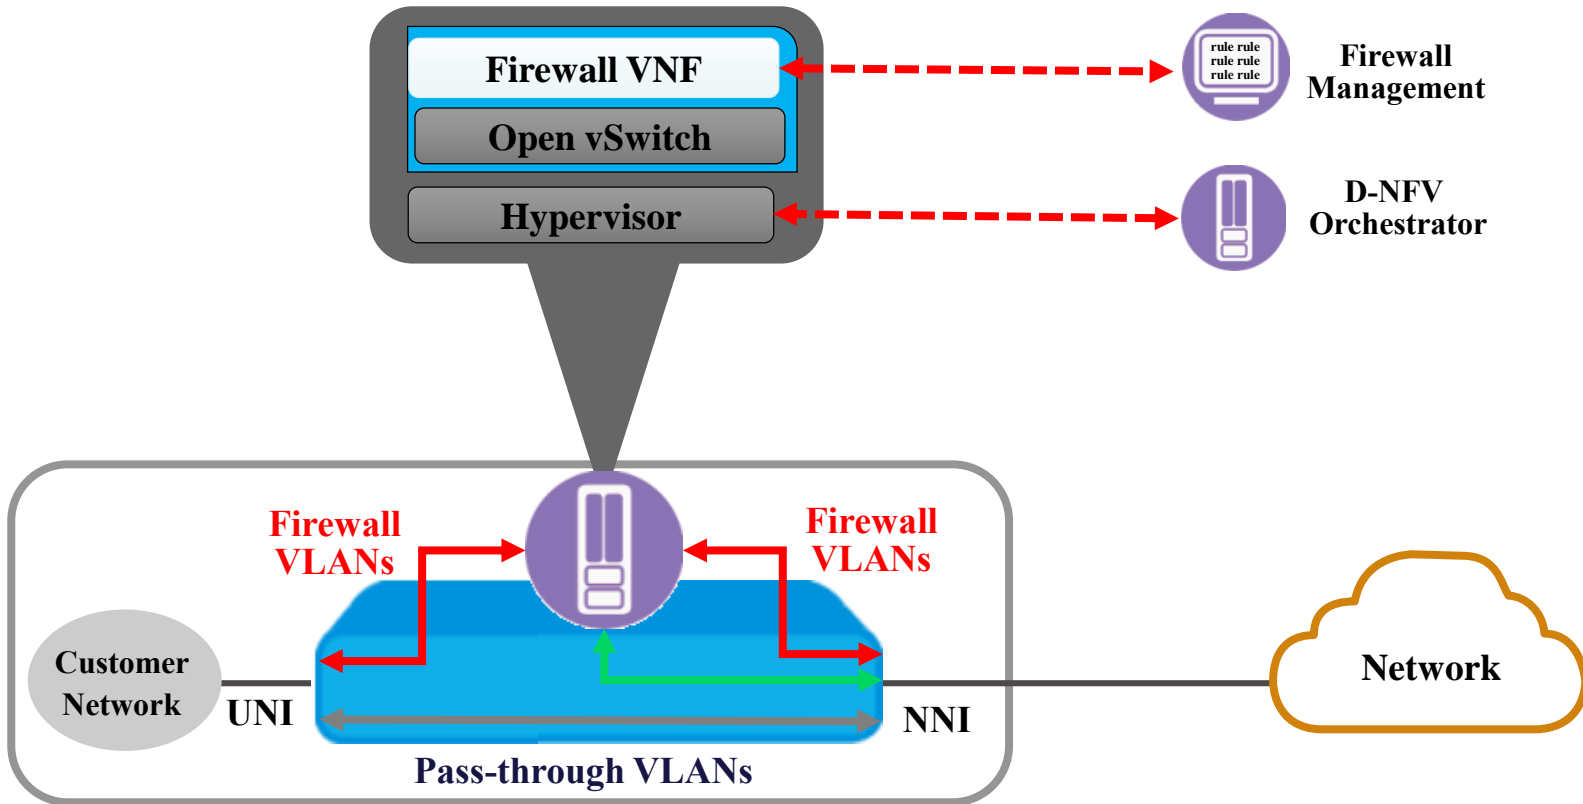 Firewall VNF
Open vSwitch
Hypervisor
rule rule
rule rule
rule rule
Firewall
Management
D-NFV
Orchestrator
Firewall
VLANs
Firewall
VLANs
Customer
Network
UNI
NNI
Network
Pass-through VLANs